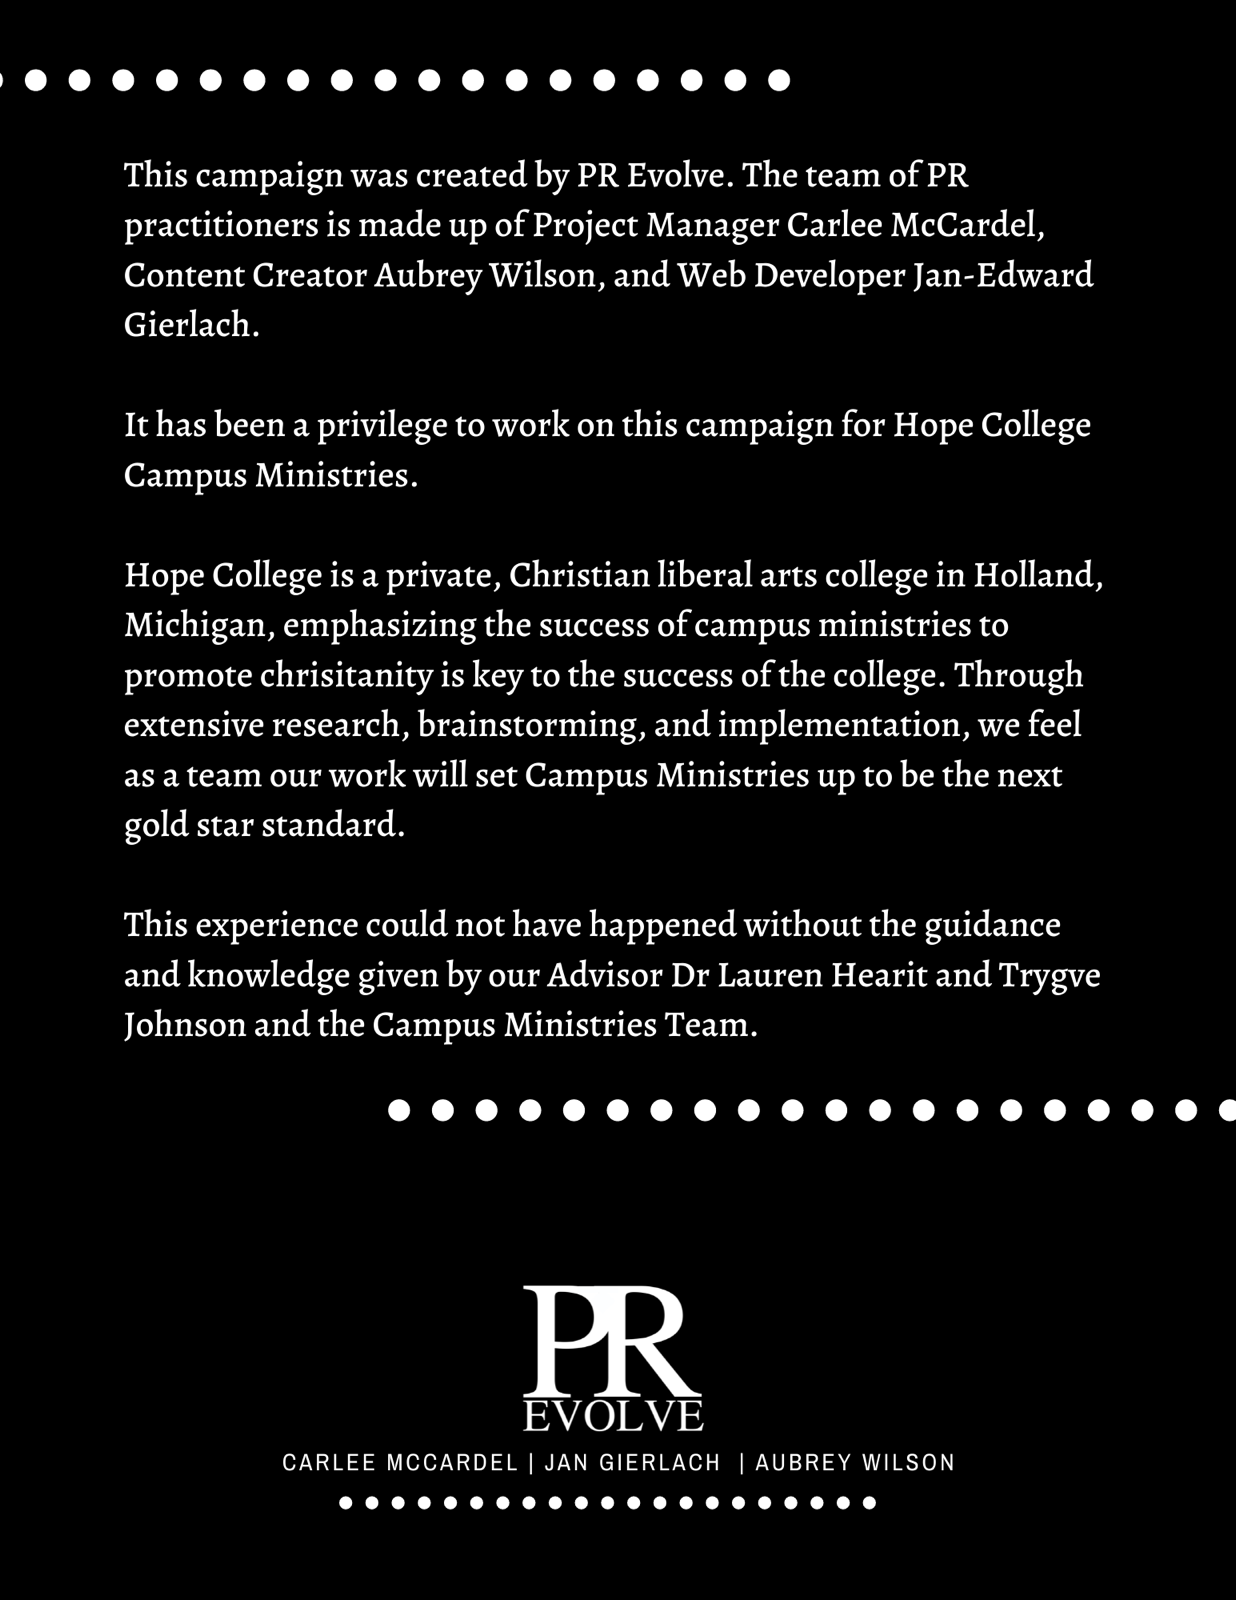 This campaign was created by PR Evolve. The team of PR
practitioners is made up of Project Manager Carlee McCardel,
Content Creator Aubrey Wilson, and Web Developer Jan-Edward
Gierlach.
It has been a privilege to work on this campaign for Hope College
Campus Ministries.
Hope College is a private, Christian liberal arts college in Holland,
Michigan, emphasizing the success of campus ministries to
promote chrisitanity is key to the success of the college. Through
extensive research, brainstorming, and implementation, we feel
as a team our work will set Campus Ministries up to be the next
gold star standard.
This experience could not have happened without the guidance
and knowledge given by our Advisor Dr Lauren Hearit and Trygve
Johnson and the Campus Ministries Team.
PR
EVOLVE
CARLEE MCCARDEL | JAN GIERLACH | AUBREY WILSON